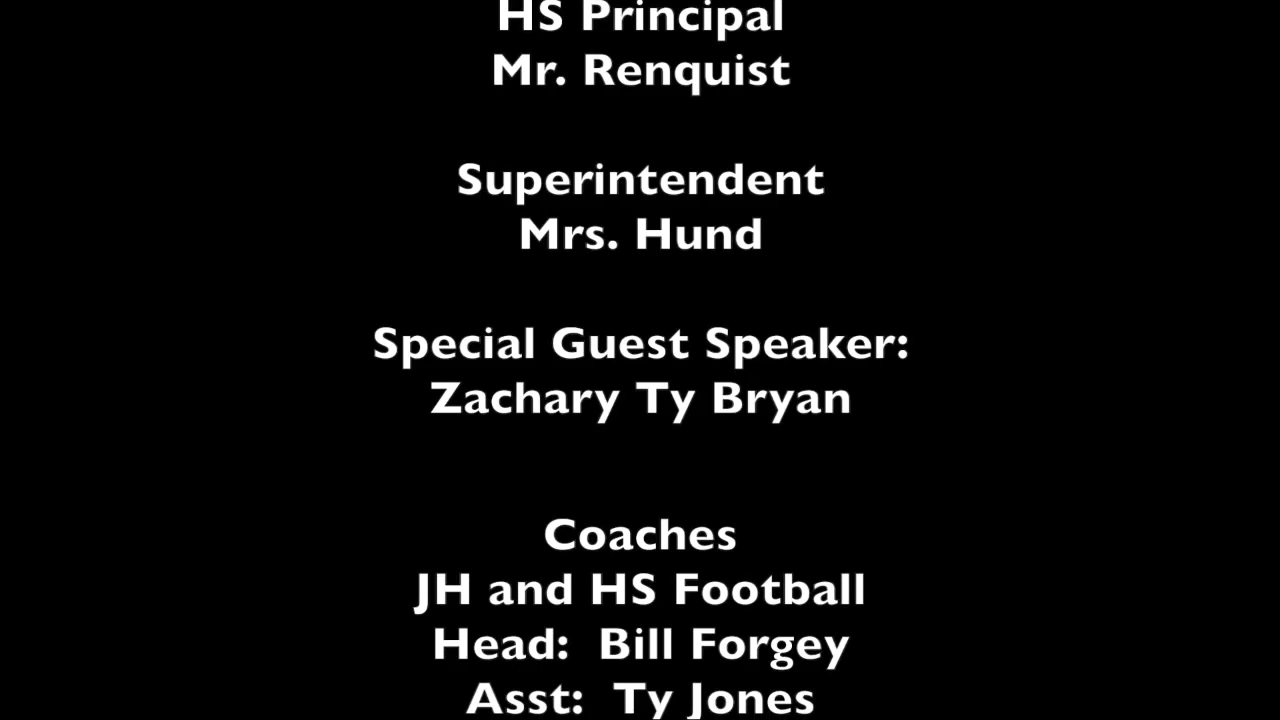 HS Principal
Mr. Renquist
Superintendent
Mrs. Hund
Special Guest Speaker:
Zachary Ty Bryan
Coaches
JH and HS Football
Head:  Bill Forgey
Asst:  Ty Jones